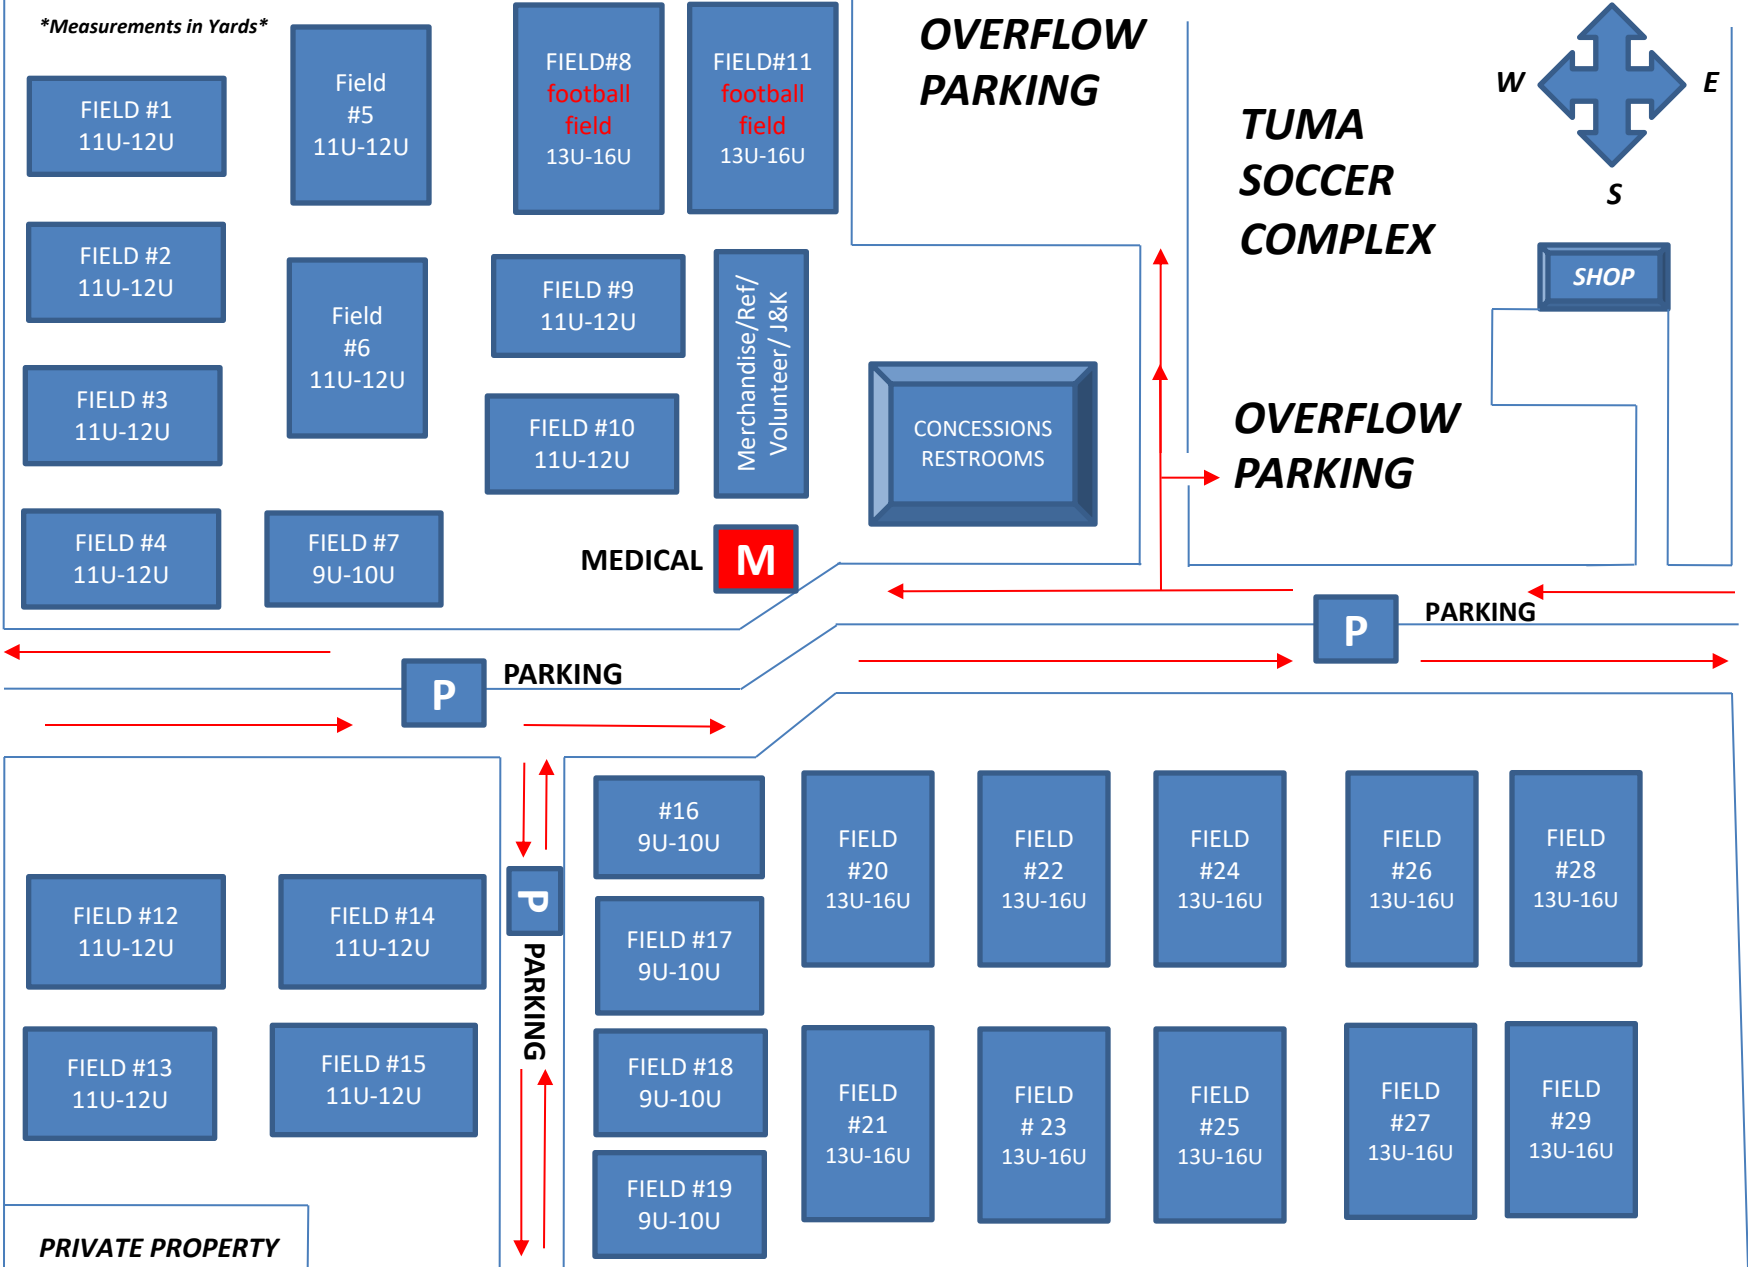 *Measurements in Yards*
FIELD #1
11U-12U
Field
#5
11U-12U
FIELD#8
football
field
13U-16U
FIELD#11
football
field
13U-16U
OVERFLOW
PARKING
TUMA
SOCCER
COMPLEX
W
E
S
SHOP
FIELD #2
11U-12U
Field
#6
11U-12U
FIELD #9
11U-12U
Merchandise/Ref/
Volunteer/ J&K
FIELD #3
11U-12U
FIELD #10
11U-12U
CONCESSIONS
RESTROOMS
OVERFLOW
PARKING
FIELD #4
11U-12U
FIELD #7
9U-10U
MEDICAL
M
P
PARKING
P
PARKING
P
PARKING
#16
9U-10U
FIELD
#20
13U-16U
FIELD
#22
13U-16U
FIELD
#24
13U-16U
FIELD
#26
13U-16U
FIELD
#28
13U-16U
FIELD #12
11U-12U
FIELD #14
11U-12U
FIELD #17
9U-10U
FIELD #13
11U-12U
FIELD #15
11U-12U
FIELD #18
9U-10U
FIELD
#21
13U-16U
FIELD
# 23
13U-16U
FIELD
#25
13U-16U
FIELD
#27
13U-16U
FIELD
#29
13U-16U
FIELD #19
9U-10U
PRIVATE PROPERTY